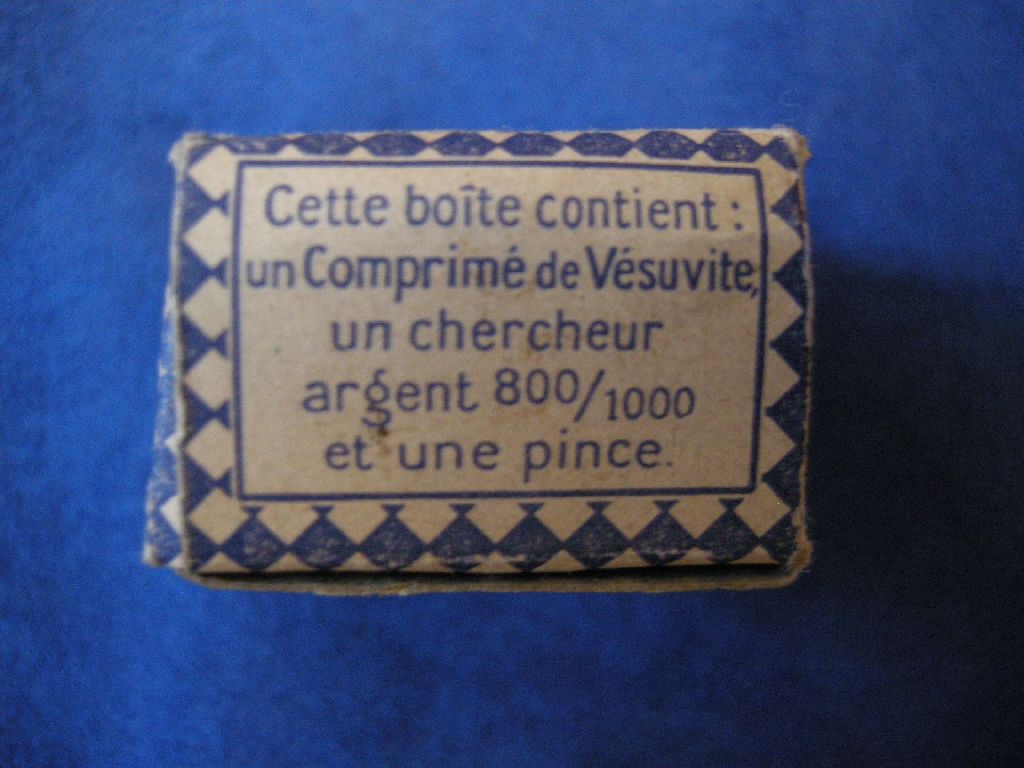 Cette boîte contient :
un Comprimé de Vésuvite,
un chercheur
argent 800/1000
et une pince.